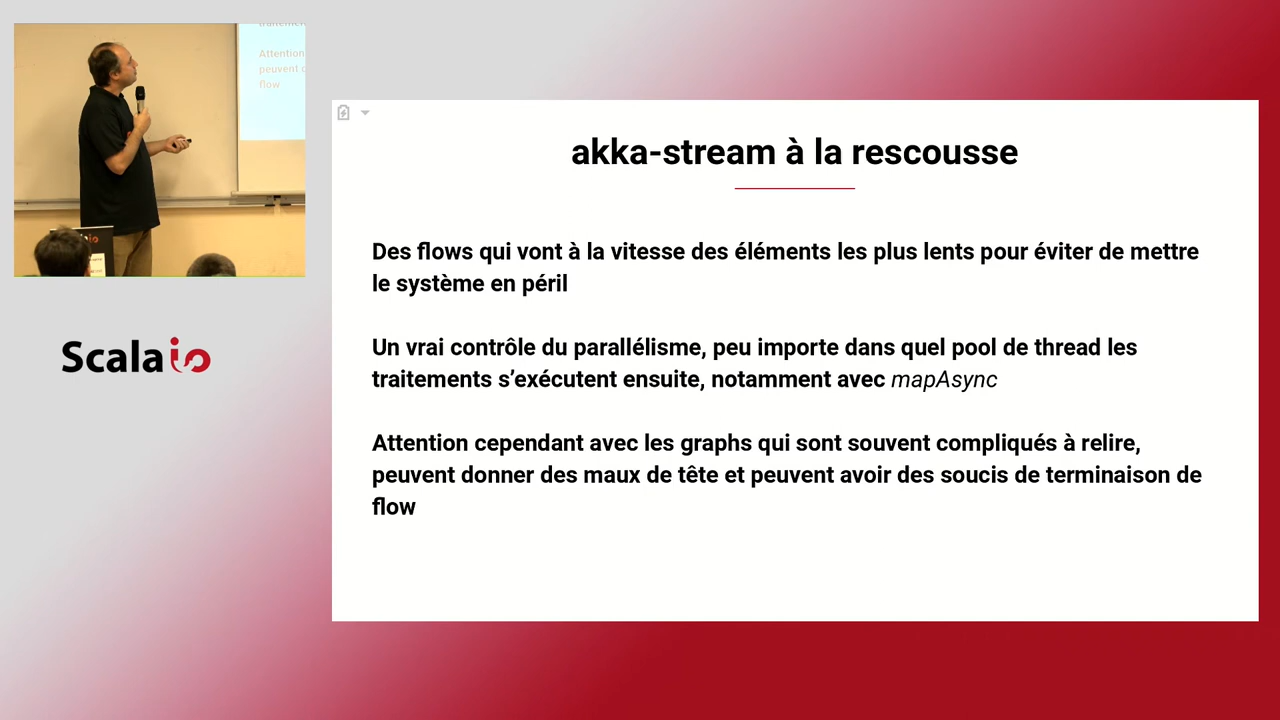 Attention
peuvent
flow
Scalaio
akka-stream à la rescousse
Des flows qui vont à la vitesse des éléments les plus lents pour éviter de mettre
le système en péril
Un vrai contrôle du parallélisme, peu importe dans quel pool de thread les
traitements s’exécutent ensuite, notamment avec mapAsync
Attention cependant avec les graphs qui sont souvent compliqués à relire,
peuvent donner des maux de tête et peuvent avoir des soucis de terminaison de
flow